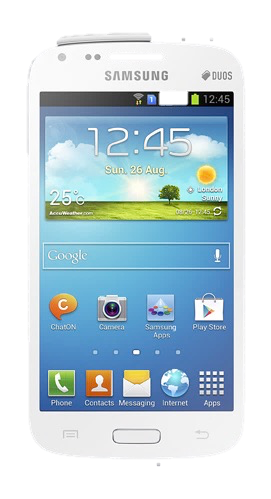 SAMSUNG
DUOS
1 12:45
12:45
Sun. 26 Aug.
25°
London
Sunny
AccuWeather.com
08/26 12:45
Google
ChatON
Camera
Samsung Apps
Play Store
Phone
Contacts
Messaging
Internet
Apps